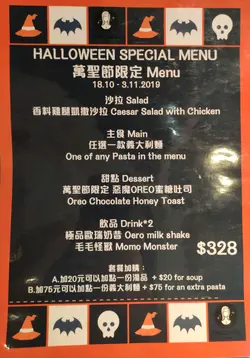 HALLOWEEN SPECIAL MENU
萬聖節限定 Menu
18.10 - 3.11.2019
沙拉 Salad
香料雞腿凱撒沙拉 Caesar Salad with Chicken
主食 Main
任選一款義大利麵
One of any Pasta in the menu
甜點 Dessert
萬聖節限定 惡魔OREO蜜糖吐司
Oreo Chocolate Honey Toast
飲品 Drink*2
極品歐瑞奶昔 Oero milk shake
毛毛怪獸 Momo Monster
$328
套餐加購：
A.加20元可以加點一份湯品 + $20 for soup
B.加75元可以加點一份義大利麵 + $75 for an extra pasta